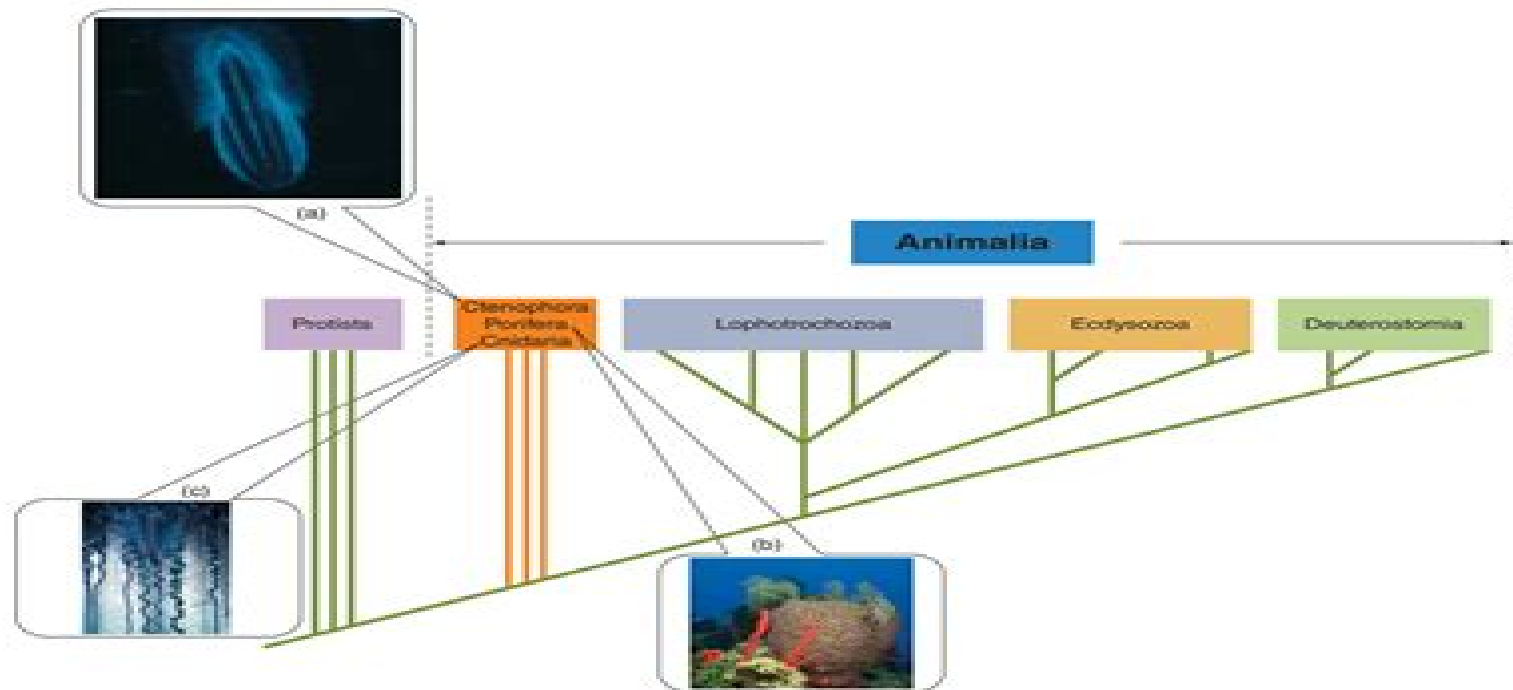 (a)
Animalia
Protista
Ctenophora
Porifera
Cnidaria
Lophotrochozoa
Ecdysozoa
Deuterostomia
(c)
(b)